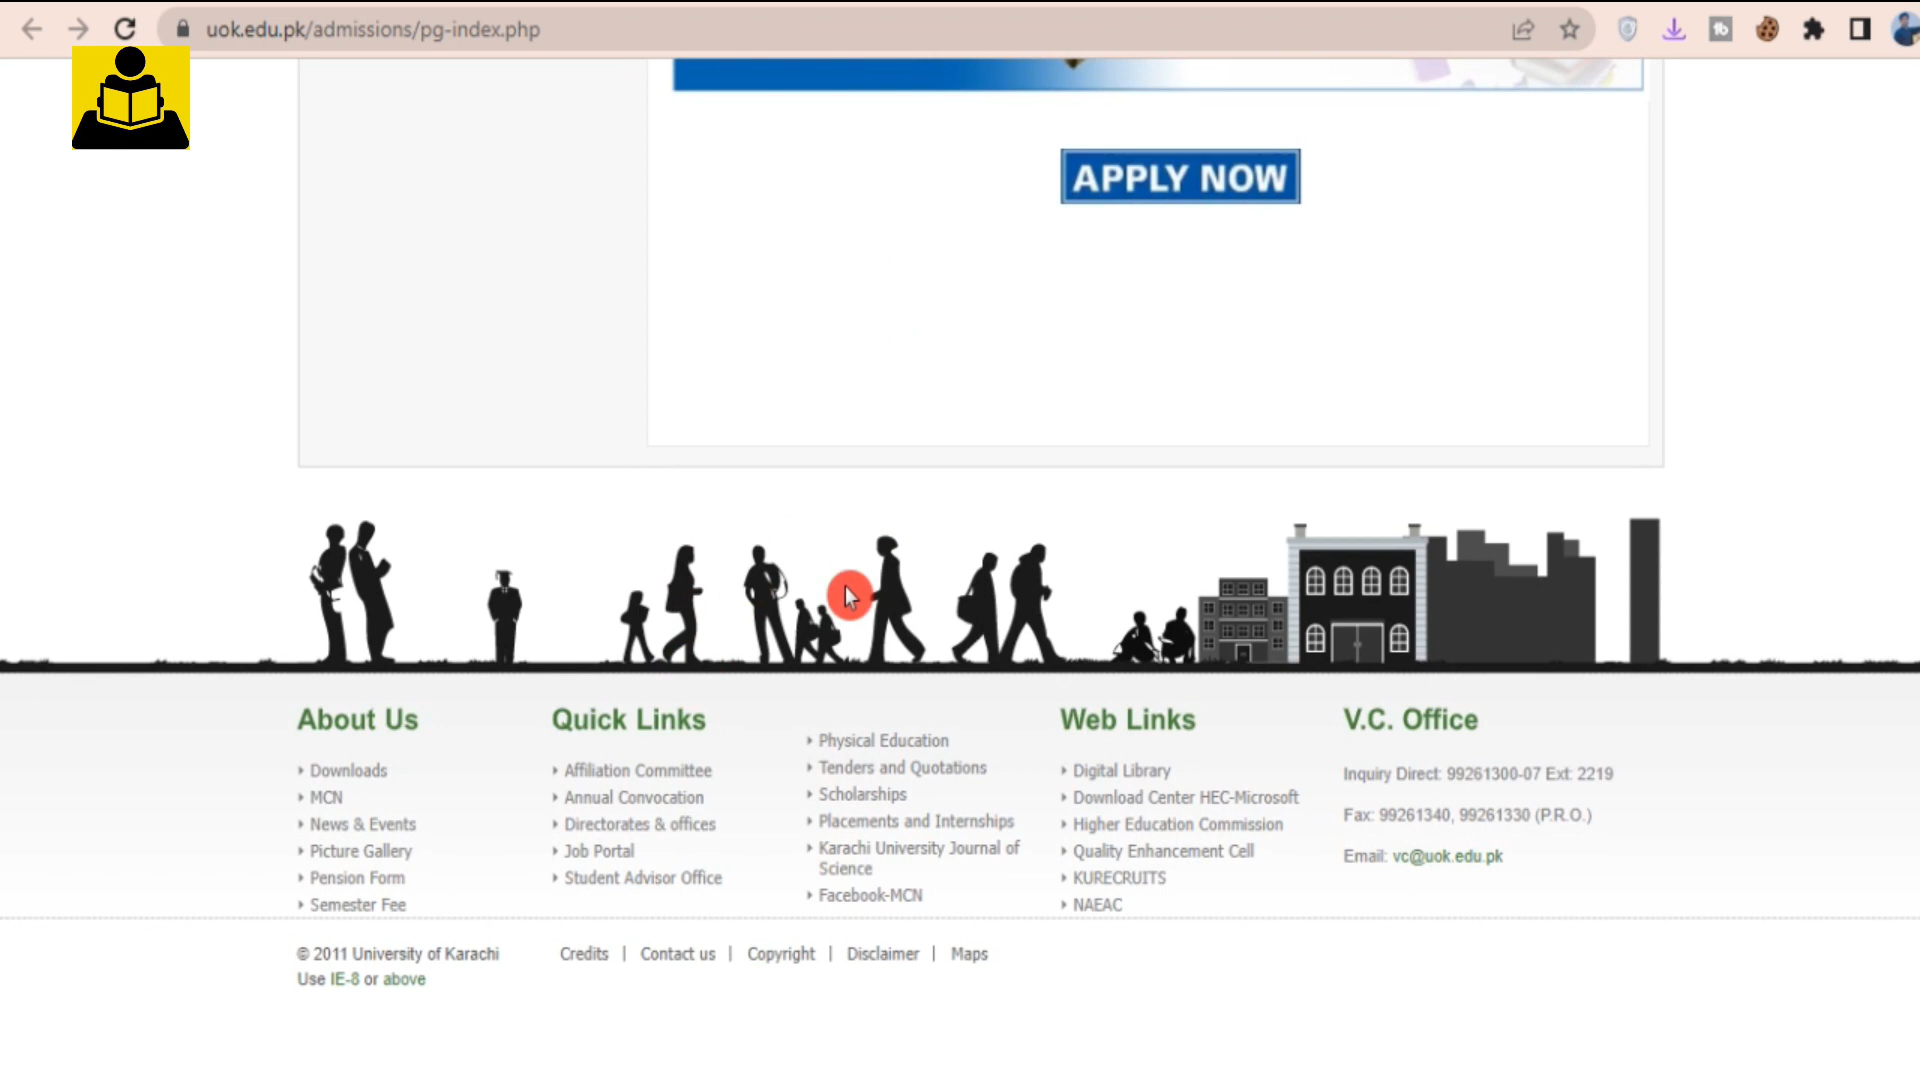 uok.edu.pk/admissions/pg-index.php
APPLY NOW
About Us
Downloads
MCN
News & Events
Picture Gallery
Pension Form
Semester Fee
Quick Links
Affiliation Committee
Annual Convocation
Directorates & offices
Job Portal
Student Advisor Office
Physical Education
Tenders and Quotations
Scholarships
Placements and Internships
Karachi University Journal of
Science
Facebook-MCN
Web Links
Digital Library
Download Center HEC-Microsoft
Higher Education Commission
Quality Enhancement Cell
KURECRUITS
NAEAC
V.C. Office
Inquiry Direct: 99261300-07 Ext: 2219
Fax: 99261340, 99261330 (P.R.O.)
Email: vc@uok.edu.pk
© 2011 University of Karachi
Use IE-8 or above
Credits | Contact us | Copyright | Disclaimer | Maps